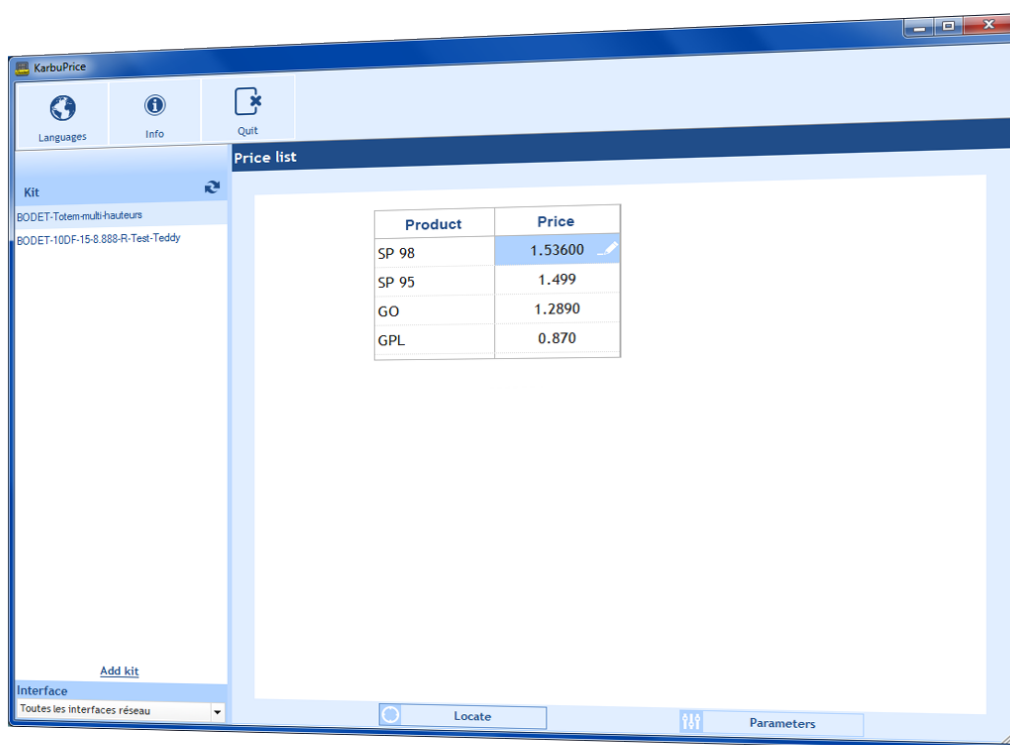 KarbuPrice
Languages
Info
Quit
Price list
Kit
BODET-Totem-multi-hauteurs
BODET-10DF-15-8.888-R-Test-Teddy
Product Price
SP 98 1.53600
SP 95 1.499
GO 1.2890
GPL 0.870
Add kit
Interface
Toutes les interfaces réseau
Locate
Parameters